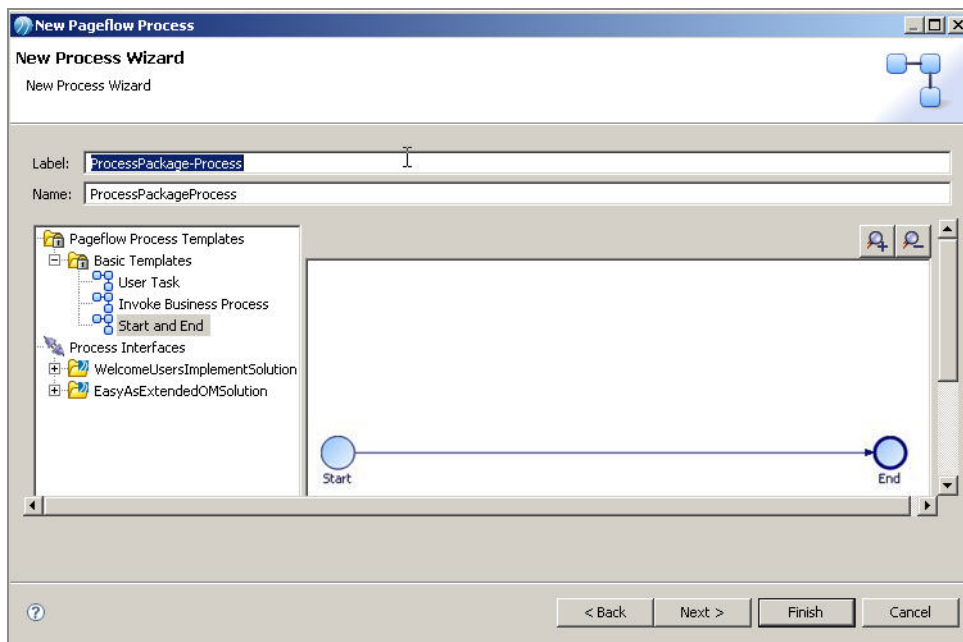 New Pageflow Process
New Process Wizard
New Process Wizard
Label: ProcessPackage-Process
Name: ProcessPackageProcess
Pageflow Process Templates
Basic Templates
User Task
Invoke Business Process
Start and End
Process Interfaces
WelcomeUsersImplementSolution
EasyAsExtendedOMSolution
Start
End
< Back Next > Finish Cancel